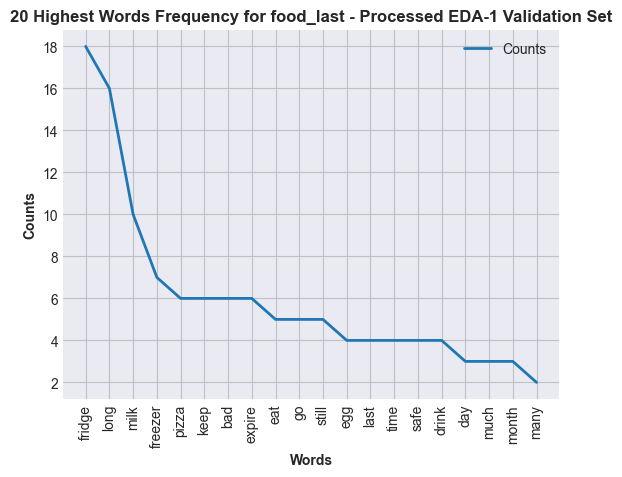 20 Highest Words Frequency for food_last - Processed EDA-1 Validation Set
Counts
18
16
14
12
10
8
6
4
2
Counts
fridge
long
milk
freezer
pizza
keep
bad
expire
eat
go
still
egg
last
time
safe
drink
day
much
month
many
Words